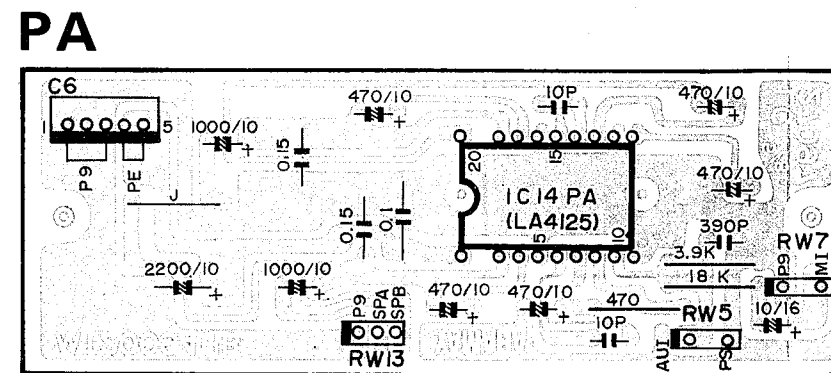 PA
C6
1 5
P9 PE
1000/10 +
0.15
470/10 +
10P
470/10 +
20 15
IC14 PA
(LA4125)
5 10
470/10 +
J
0.15
0.1
390P
3.9K
18 K
RW7
P9 MI
2200/10 +
1000/10 +
P9 SPA SPB
RW13
470/10 +
470/10 +
470
10P
RW5
AUI PS
10/16 +